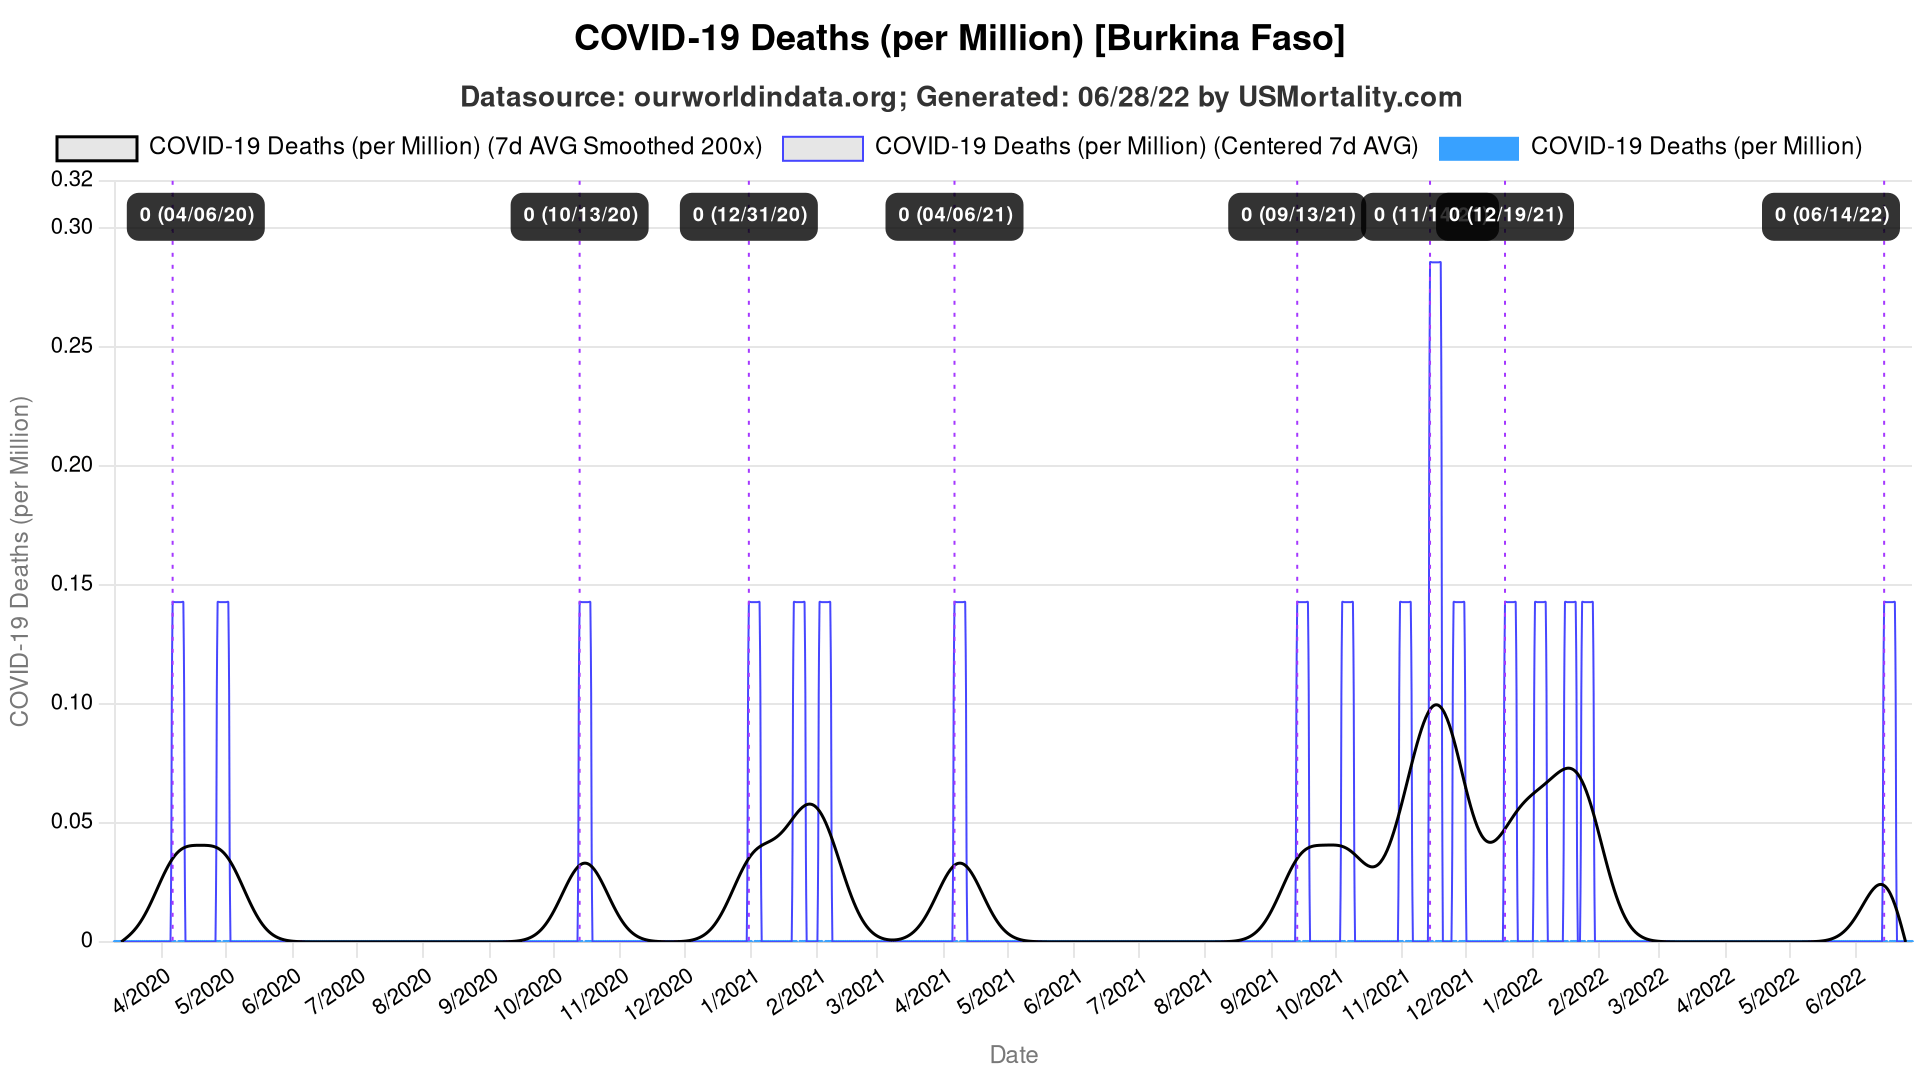 COVID-19 Deaths (per Million) [Burkina Faso]
Datasource: ourworldindata.org; Generated: 06/28/22 by USMortality.com
COVID-19 Deaths (per Million) (7d AVG Smoothed 200x) COVID-19 Deaths (per Million) (Centered 7d AVG) COVID-19 Deaths (per Million)
0 (04/06/20) 0 (10/13/20) 0 (12/31/20) 0 (04/06/21) 0 (09/13/21) 0 (12/19/21) 0 (06/14/22)
0.32
0.30
0.25
0.20
0.15
0.10
0.05
0
COVID-19 Deaths (per Million)
4/2020 5/2020 6/2020 7/2020 8/2020 9/2020 10/2020 11/2020 12/2020 1/2021 2/2021 3/2021 4/2021 5/2021 6/2021 7/2021 8/2021 9/2021 10/2021 11/2021 12/2021 1/2022 2/2022 3/2022 4/2022 5/2022 6/2022
Date